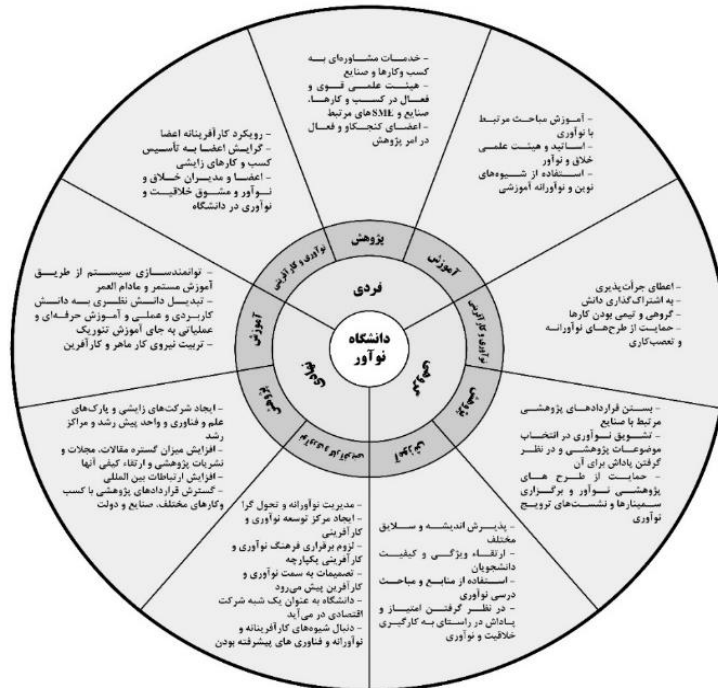 - خدمات مشاوره‌ای به
کسب وکارها و صنایع
- هیئت علمی قوی و
فعال در کسب و کارها،
صنایع و SMEهای مرتبط
- اعضای کنجکاو و فعال
در امر پژوهش
- آموزش مباحث مرتبط
با نوآوری
- اساتید و هیئت علمی
خلاق و نوآور
- استفاده از شیوه‌های
نوین و نوآورانه آموزشی
- رویکرد کارآفرینانه اعضا
- گرایش اعضا به تأسیس
کسب و کارهای زایشی
- اعضا و مدیران خلاق و
نوآور و مشوق خلاقیت و
نوآوری در دانشگاه
پژوهش
آموزش
نوآوری و کارآفرینی
فردی
- اعطای جرأت‌پذیری
- به اشتراک‌گذاری دانش
- گروهی و تیمی بودن کارها
- حمایت از طرح‌های نوآورانه
و تعصب‌کاری
نوآوری و کارآفرینی
- توانمندسازی سیستم از طریق
آموزش مستمر و مادام العمر
- تبدیل دانش نظری به دانش
کاربردی و عملی و آموزش حرفه‌ای و
عملیاتی به جای آموزش تئوریک
- تربیت نیروی کار ماهر و کارآفرین
آموزش
دانشگاه
نوآور
نهادی
گروهی
- بستن قراردادهای پژوهشی
مرتبط با صنایع
- تشویق نوآوری در انتخاب
موضوعات پژوهشی و در نظر
گرفتن پاداش برای آن
- حمایت از طرح های
پژوهشی نوآور و برگزاری
سمینارها و نشست‌های ترویج
نوآوری
پژوهش
- ایجاد شرکت‌های زایشی و پارک‌های
علم و فناوری و واحد پیش رشد و مراکز
رشد
- افزایش میزان گستره مقالات، مجلات و
نشریات پژوهشی و ارتقاء کیفی آنها
- افزایش ارتباطات بین المللی
- گسترش قراردادهای پژوهشی با کسب
وکارهای مختلف، صنایع و دولت
پژوهش
آموزش
نوآوری و کارآفرینی
- پذیرش اندیشه و سلایق
مختلف
- ارتقاء ویژگی و کیفیت
دانشجویان
- استفاده از منابع و مباحث
درسی نوآوری
- در نظر گرفتن امتیاز و
پاداش در راستای به کارگیری
خلاقیت و نوآوری
- مدیریت نوآورانه و تحول گرا
- ایجاد مرکز توسعه نوآوری و
کارآفرینی
- لزوم برقراری فرهنگ نوآوری و
کارآفرینی یکپارچه
- تصمیمات به سمت نوآوری و
کارآفرین پیش می‌رود
- دانشگاه به عنوان یک شبه شرکت
اقتصادی در می‌آید
- دنبال شیوه‌های کارآفرینانه و
نوآورانه و فناوری های پیشرفته بودن